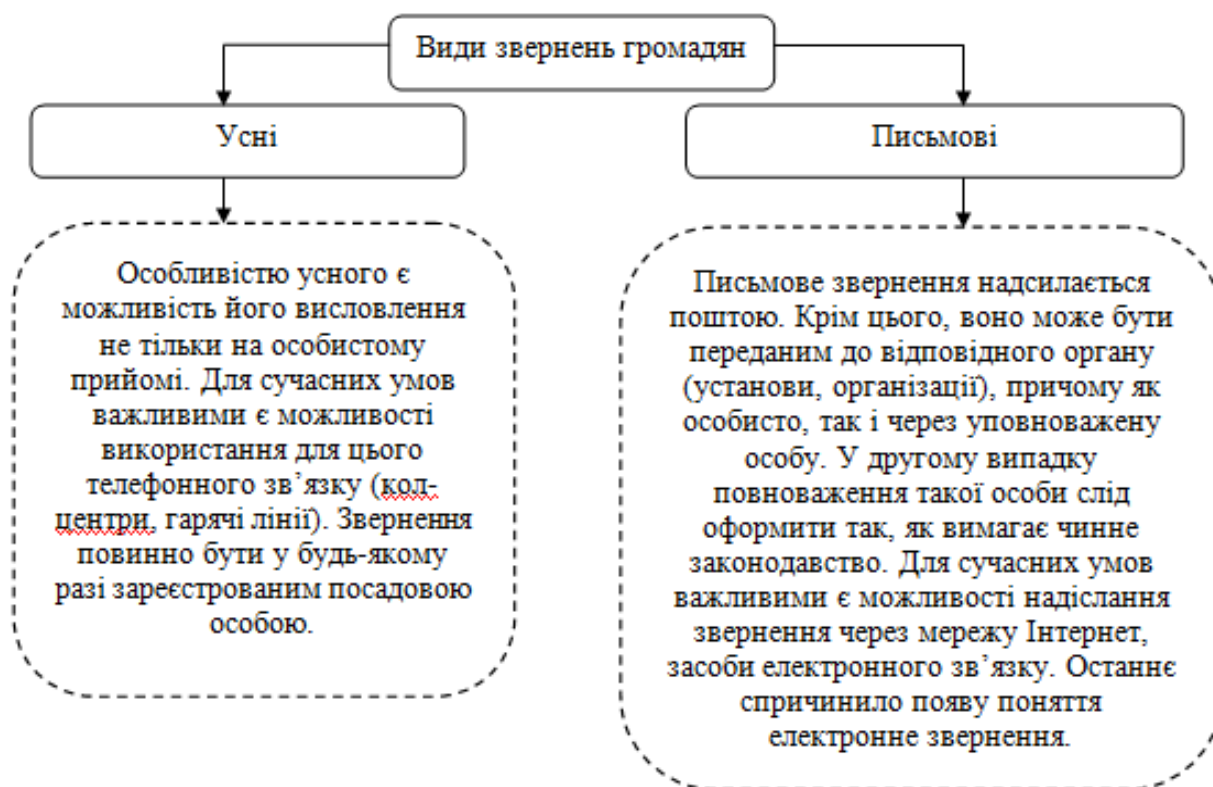 Види звернень громадян
Усні
Письмові
Особливістю усного є
можливість його висловлення
не тільки на особистому
прийомі. Для сучасних умов
важливими є можливості
використання для цього
телефонного зв’язку (кол-
центри, гарячі лінії). Звернення
повинно бути у будь-якому
разі зареєстрованим посадовою
особою.
Письмове звернення надсилається
поштою. Крім цього, воно може бути
переданим до відповідного органу
(установи, організації), причому як
особисто, так і через уповноважену
особу. У другому випадку
повноваження такої особи слід
оформити так, як вимагає чинне
законодавство. Для сучасних умов
важливими є можливості надіслання
звернення через мережу Інтернет,
засоби електронного зв’язку. Останнє
спричинило появу поняття
електронне звернення.